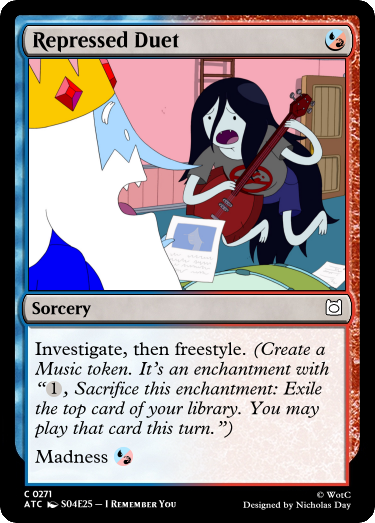 Repressed Duet
Sorcery
Investigate, then freestyle. (Create a
Music token. It's an enchantment with
“1, Sacrifice this enchantment: Exile
the top card of your library. You may
play that card this turn.”)
Madness
C 0271
ATC S04E25 — I Remember You
© WotC
Designed by Nicholas Day